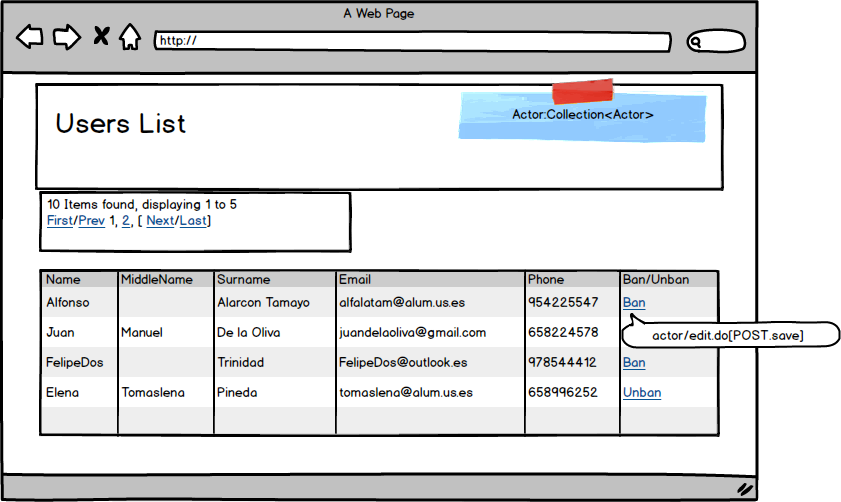 A Web Page
http://
Users List
Actor:Collection<Actor>
10 Items found, displaying 1 to 5
First/Prev 1, 2, [ Next/Last]
Name MiddleName Surname Email Phone Ban/Unban
Alfonso Alarcon Tamayo alfalatam@alum.us.es 954225547 Ban
Juan Manuel De la Oliva juandelaoliva@gmail.com 658224578
actor/edit.do[POST.save]
FelipeDos Trinidad FelipeDos@outlook.es 978544412 Ban
Elena Tomaslena Pineda tomaslena@alum.us.es 658996252 Unban